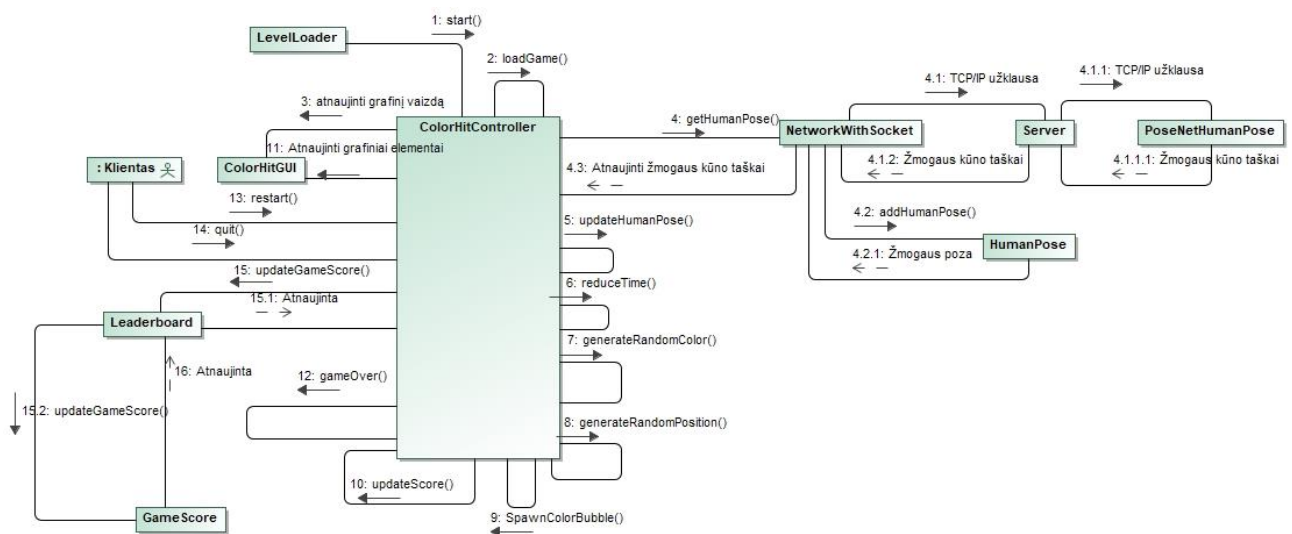 1: start()
LevelLoader
2: loadGame()
4.1: TCP/IP užklausa
4.1.1: TCP/IP užklausa
3: atnaujinti grafinį vaizdą
ColorHitController
4: getHumanPose()
NetworkWithSocket
Server
PoseNetHumanPose
11: Atnaujinti grafiniai elementai
: Klientas
ColorHitGUI
4.3: Atnaujinti žmogaus kūno taškai
4.1.2: Žmogaus kūno taškai
4.1.1.1: Žmogaus kūno taškai
13: restart()
14: quit()
5: updateHumanPose()
4.2: addHumanPose()
HumanPose
4.2.1: Žmogaus poza
15: updateGameScore()
6: reduceTime()
15.1: Atnaujinta
Leaderboard
7: generateRandomColor()
16: Atnaujinta
12: gameOver()
15.2: updateGameScore()
8: generateRandomPosition()
10: updateScore()
GameScore
9: SpawnColorBubble()